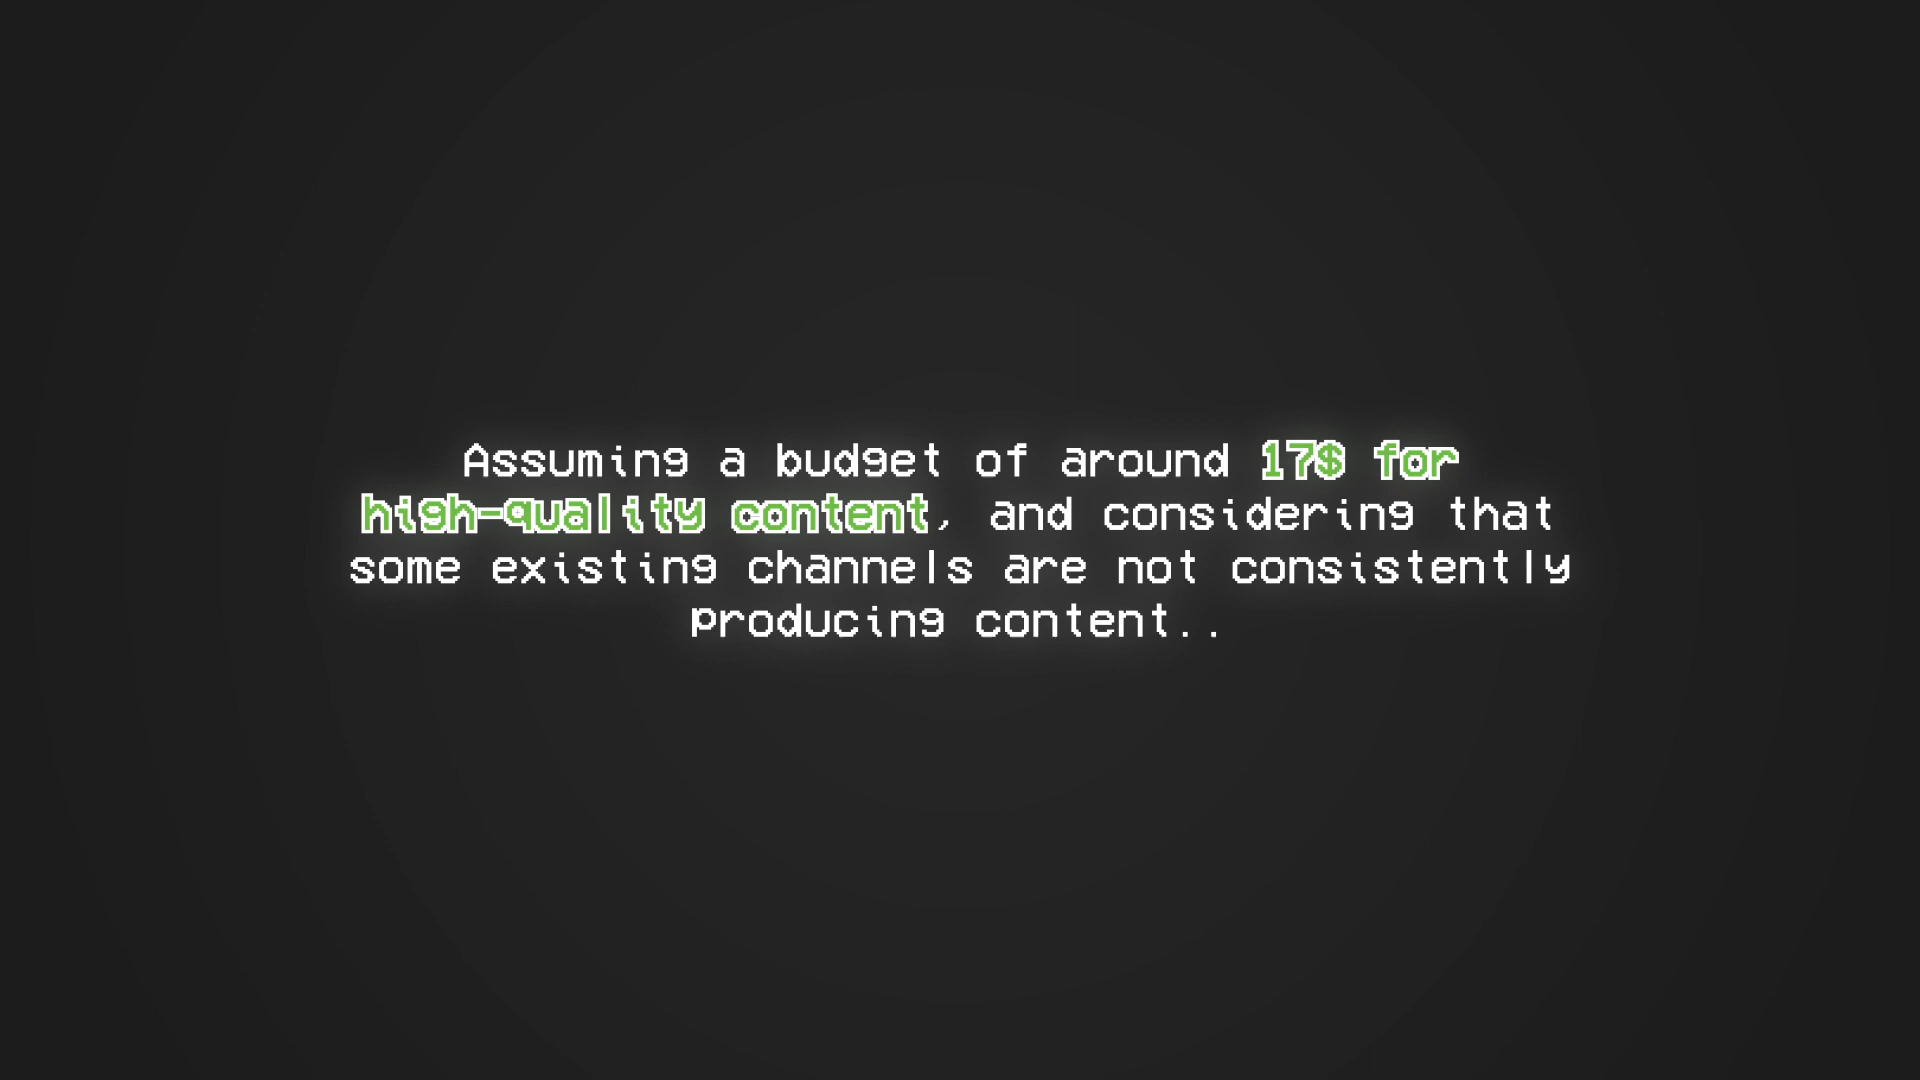 Assuming a budget of around 17$ for
high-quality content, and considering that
some existing channels are not consistently
producing content..